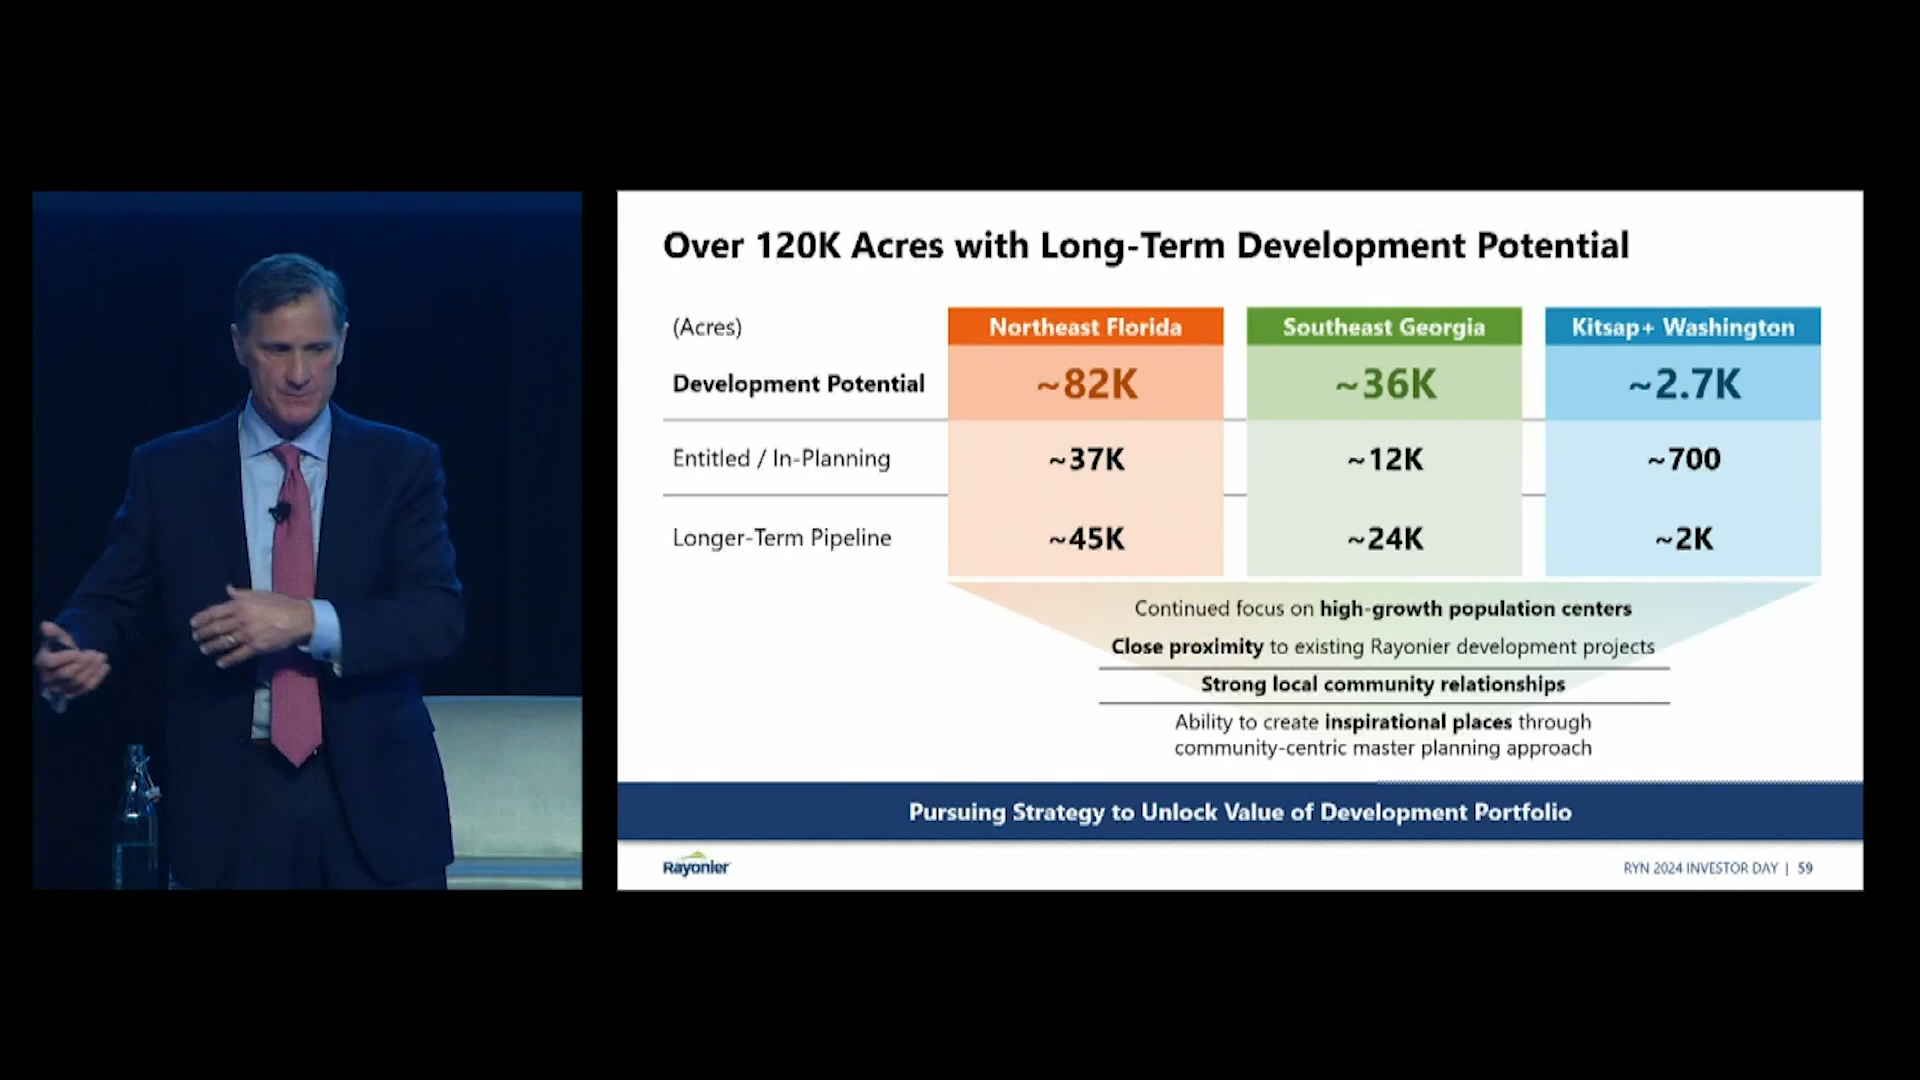 Over 120K Acres with Long-Term Development Potential
(Acres) Northeast Florida Southeast Georgia Kitsap+ Washington
Development Potential ~82K ~36K ~2.7K
Entitled / In-Planning ~37K ~12K ~700
Longer-Term Pipeline ~45K ~24K ~2K
Continued focus on high-growth population centers
Close proximity to existing Rayonier development projects
Strong local community relationships
Ability to create inspirational places through
community-centric master planning approach
Pursuing Strategy to Unlock Value of Development Portfolio
Rayonier
RYN 2024 INVESTOR DAY | 59